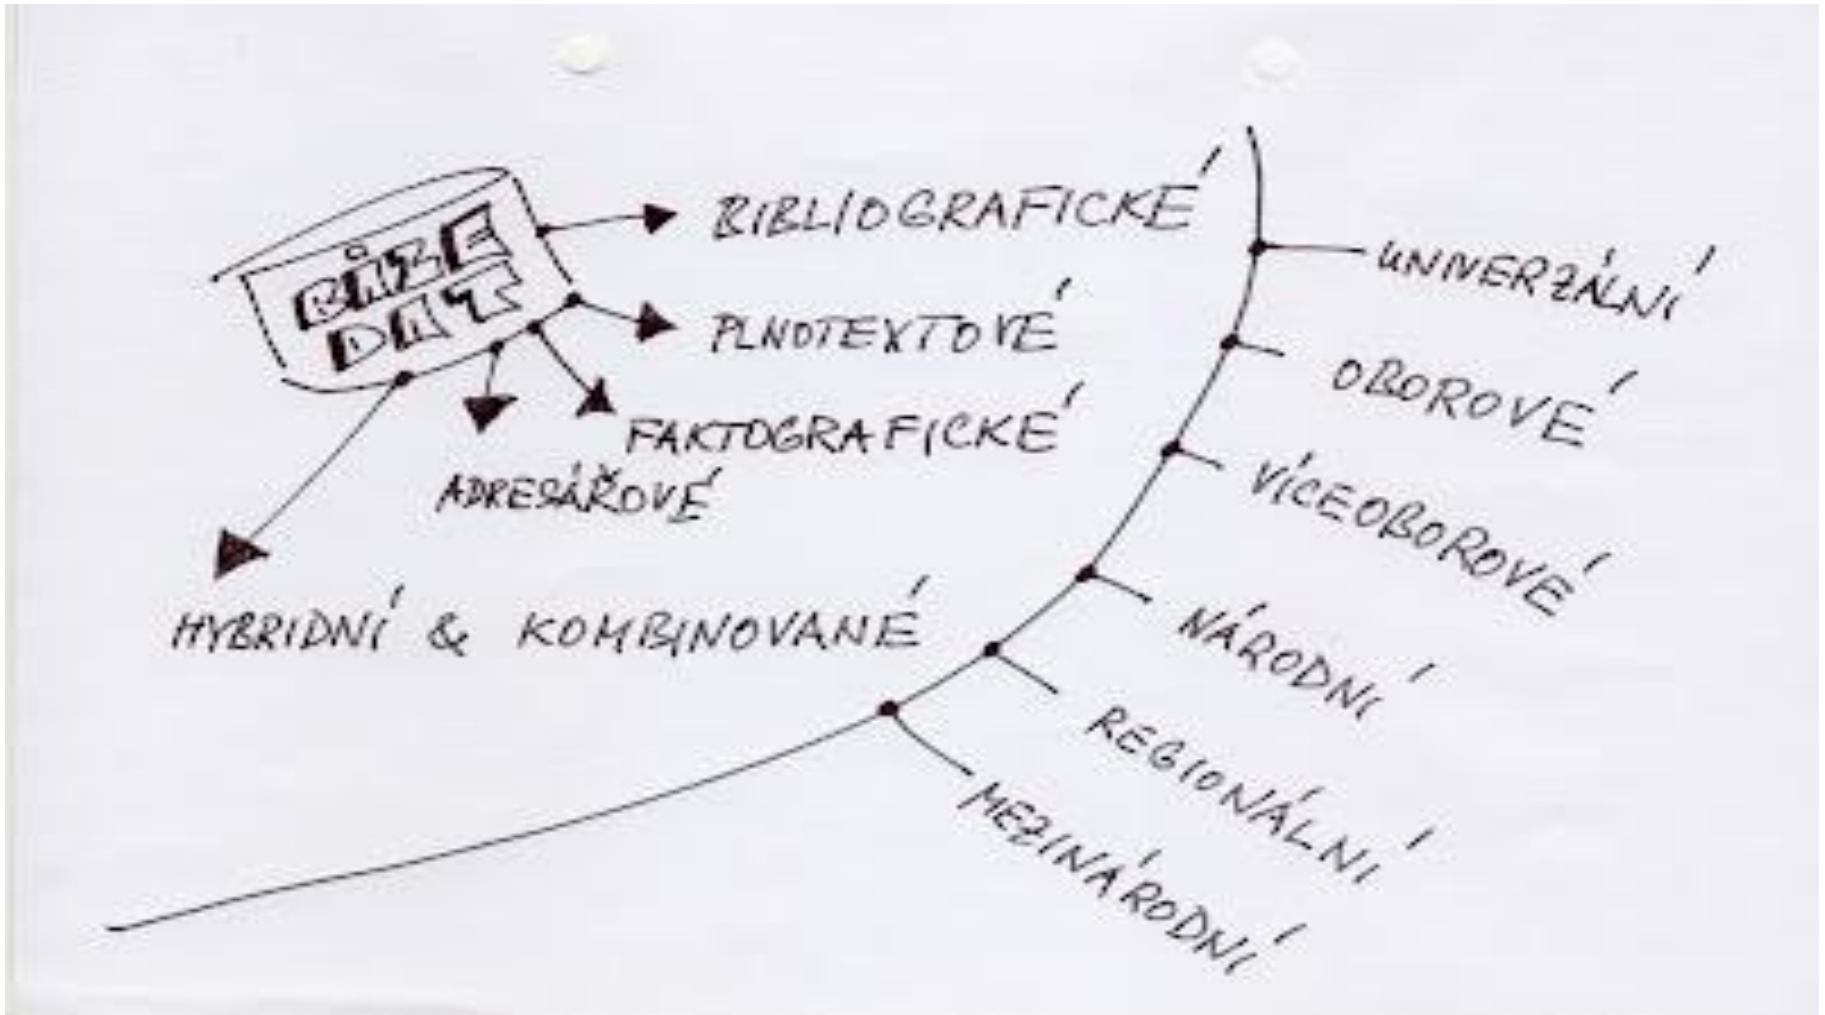 BÁZE
DAT
BIBLIOGRAFICKÉ
PLNOTEXTOVÉ
FAKTOGRAFICKÉ
ADRESÁŘOVÉ
HYBRIDNÍ & KOMBINOVANÉ
UNIVERZÁLNÍ
OBOROVÉ
VÍCEOBOROVÉ
NÁRODNÍ
REGIONÁLNÍ
MEZINÁRODNÍ